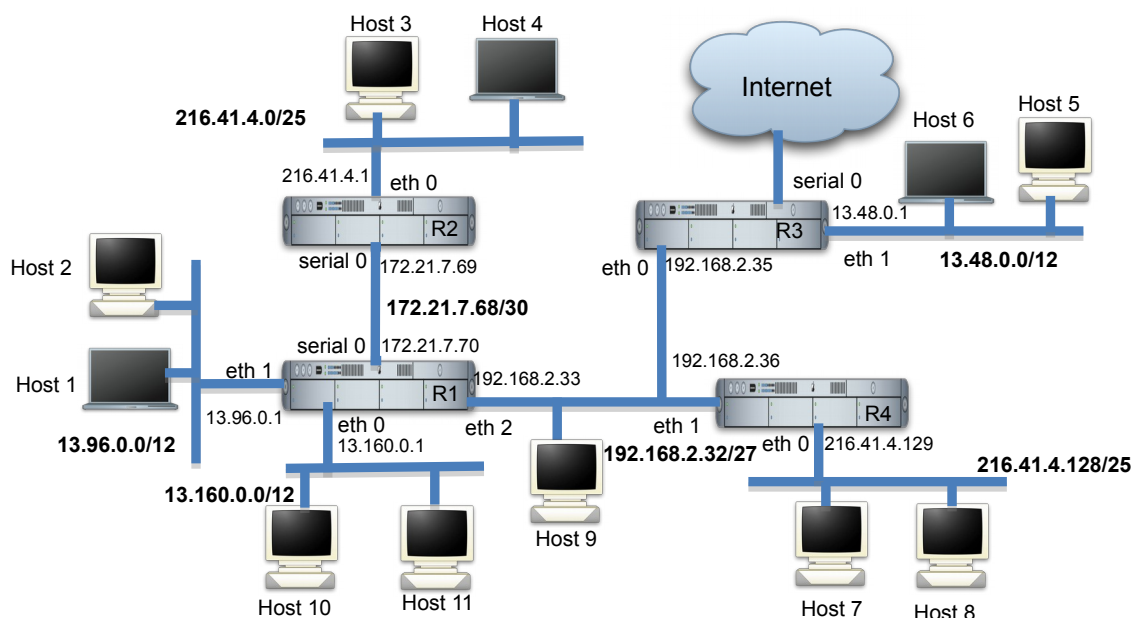 Host 3
Host 4
Internet
Host 5
Host 6
216.41.4.0/25
216.41.4.1
eth 0
serial 0
13.48.0.1
R2
R3
Host 2
serial 0
172.21.7.69
eth 0
192.168.2.35
eth 1
13.48.0.0/12
172.21.7.68/30
serial 0
172.21.7.70
192.168.2.36
Host 1
eth 1
R1
192.168.2.33
13.96.0.1
eth 0
eth 2
eth 1
R4
13.96.0.0/12
13.160.0.1
192.168.2.32/27
eth 0
216.41.4.129
216.41.4.128/25
13.160.0.0/12
Host 9
Host 10
Host 11
Host 7
Host 8